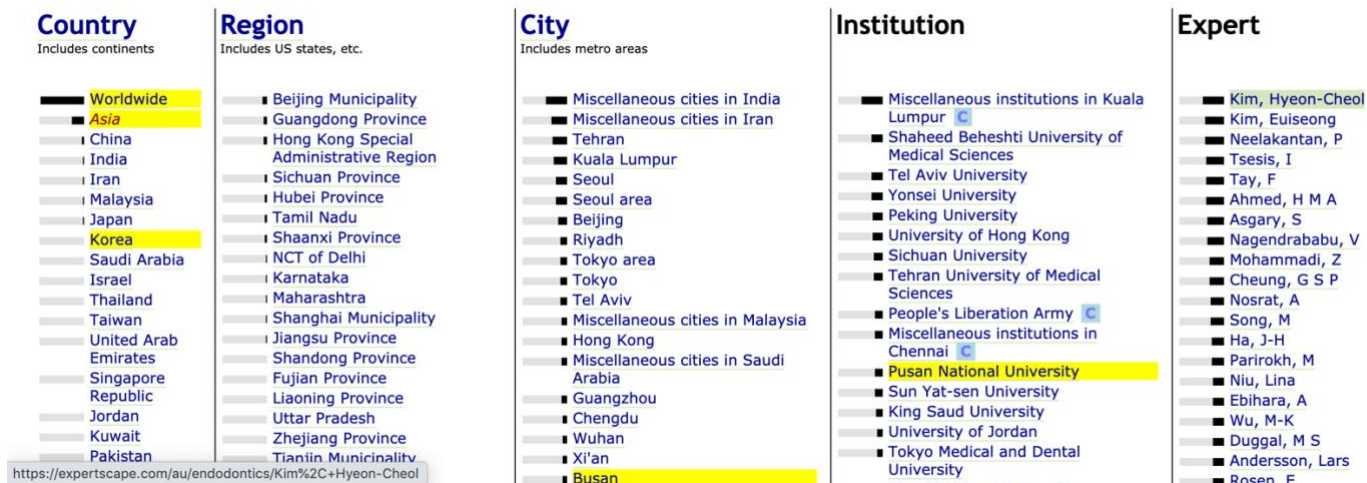 Country
Includes continents
Worldwide
Asia
China
India
Iran
Malaysia
Japan
Korea
Saudi Arabia
Israel
Thailand
Taiwan
United Arab
Emirates
Singapore
Republic
Jordan
Kuwait
Pakistan
https://expertscape.com/au/endodontics/Kim%2C+Hyeon-Cheol
Region
Includes US states, etc.
Beijing Municipality
Guangdong Province
Hong Kong Special
Administrative Region
Sichuan Province
Hubei Province
Tamil Nadu
Shaanxi Province
NCT of Delhi
Karnataka
Maharashtra
Shanghai Municipality
Jiangsu Province
Shandong Province
Fujian Province
Liaoning Province
Uttar Pradesh
Zhejiang Province
Tianjin Municipality
City
Includes metro areas
Miscellaneous cities in India
Miscellaneous cities in Iran
Tehran
Kuala Lumpur
Seoul
Seoul area
Beijing
Riyadh
Tokyo area
Tokyo
Tel Aviv
Miscellaneous cities in Malaysia
Hong Kong
Miscellaneous cities in Saudi
Arabia
Guangzhou
Chengdu
Wuhan
Xi'an
Busan
Institution
Miscellaneous institutions in Kuala
Lumpur C
Shaheed Beheshti University of
Medical Sciences
Tel Aviv University
Yonsei University
Peking University
University of Hong Kong
Sichuan University
Tehran University of Medical
Sciences
People's Liberation Army C
Miscellaneous institutions in
Chennai C
Pusan National University
Sun Yat-sen University
King Saud University
University of Jordan
Tokyo Medical and Dental
University
Expert
Kim, Hyeon-Cheol
Kim, Euiseong
Neelakantan, P
Tsesis, I
Tay, F
Ahmed, H M A
Asgary, S
Nagendrababu, V
Mohammadi, Z
Cheung, G S P
Nosrat, A
Song, M
Ha, J-H
Parirokh, M
Niu, Lina
Ebihara, A
Wu, M-K
Duggal, M S
Andersson, Lars
Rosen, E